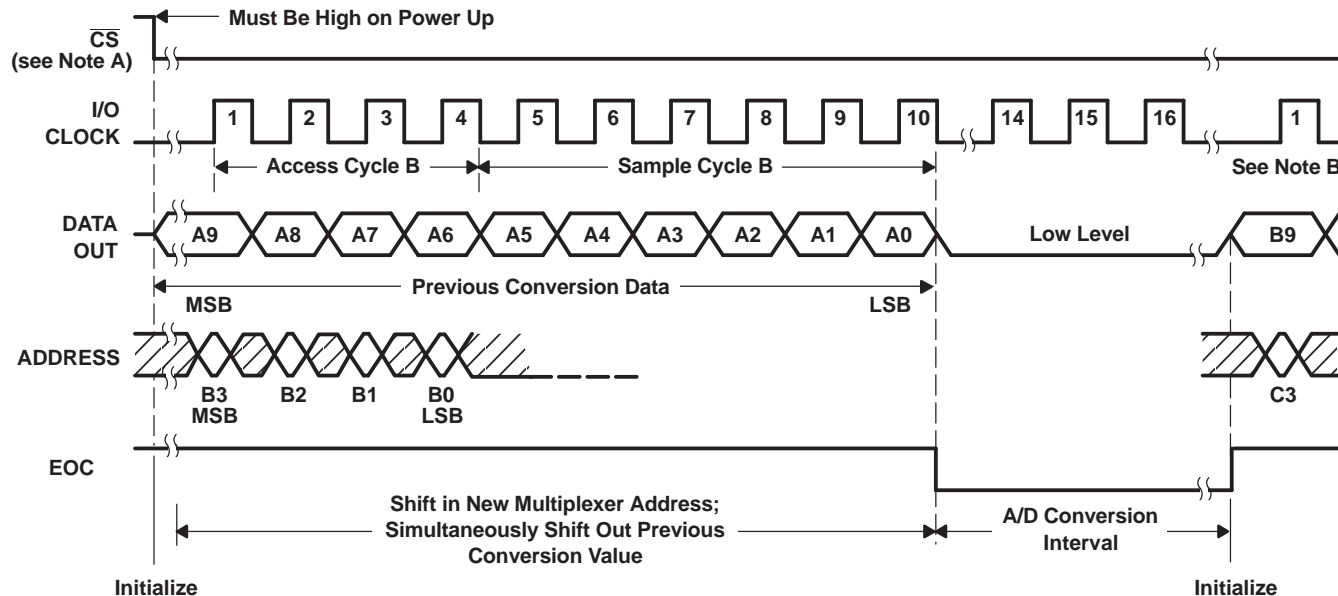 Must Be High on Power Up
CS
(see Note A)
I/O
CLOCK
1 2 3 4 5 6 7 8 9 10 14 15 16 1
Access Cycle B
Sample Cycle B
See Note B
DATA
OUT
A9 A8 A7 A6 A5 A4 A3 A2 A1 A0 Low Level B9
Previous Conversion Data
MSB LSB
ADDRESS
B3 B2 B1 B0 C3
MSB LSB
EOC
Shift in New Multiplexer Address;
Simultaneously Shift Out Previous
Conversion Value
A/D Conversion
Interval
Initialize Initialize